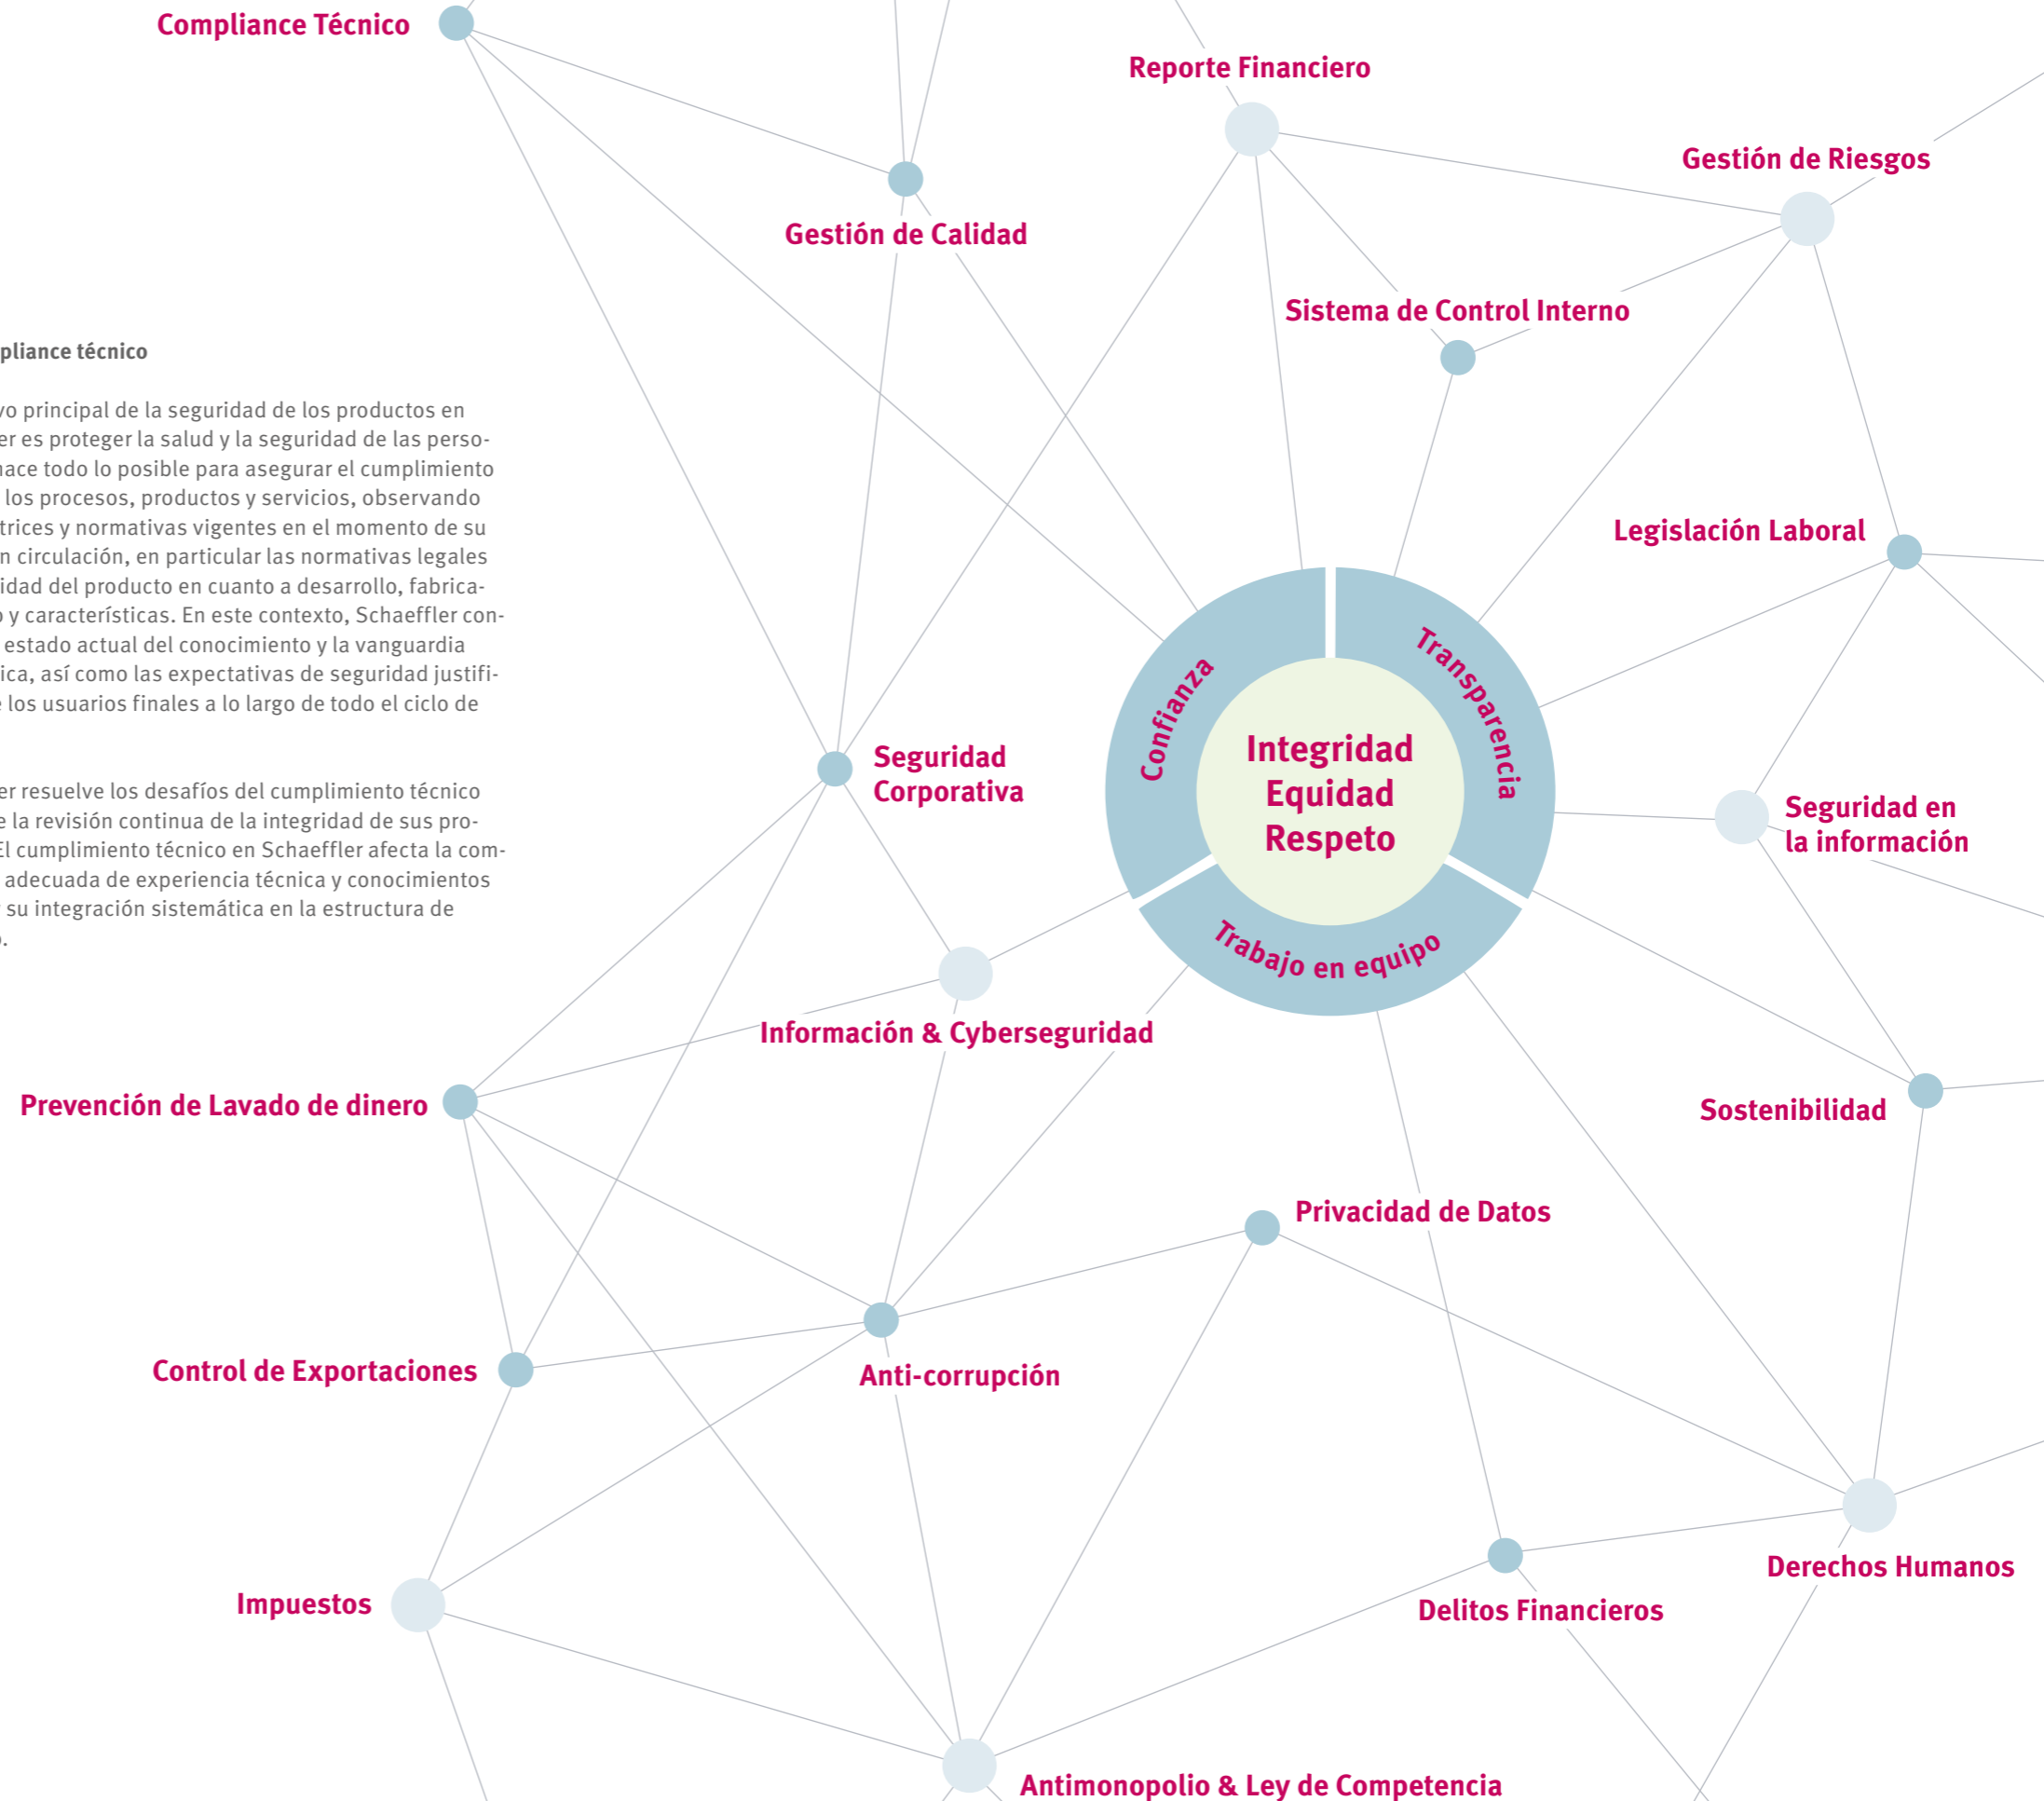 Compliance Técnico
Reporte Financiero
Gestión de Riesgos
Gestión de Calidad
Sistema de Control Interno
pliance técnico
vo principal de la seguridad de los productos en
er es proteger la salud y la seguridad de las perso-
hace todo lo posible para asegurar el cumplimiento
los procesos, productos y servicios, observando
trices y normativas vigentes en el momento de su
n circulación, en particular las normativas legales
idad del producto en cuanto a desarrollo, fabrica-
o y características. En este contexto, Schaeffler con-
estado actual del conocimiento y la vanguardia
ica, así como las expectativas de seguridad justifi-
e los usuarios finales a lo largo de todo el ciclo de
er resuelve los desafíos del cumplimiento técnico
e la revisión continua de la integridad de sus pro-
El cumplimiento técnico en Schaeffler afecta la com-
adecuada de experiencia técnica y conocimientos
su integración sistemática en la estructura de
o.
Legislación Laboral
Confianza
Transparencia
Integridad
Equidad
Respeto
Trabajo en equipo
Seguridad
Corporativa
Seguridad en
la información
Información & Cyberseguridad
Prevención de Lavado de dinero
Sostenibilidad
Privacidad de Datos
Control de Exportaciones
Anti-corrupción
Derechos Humanos
Impuestos
Delitos Financieros
Antimonopolio & Ley de Competencia